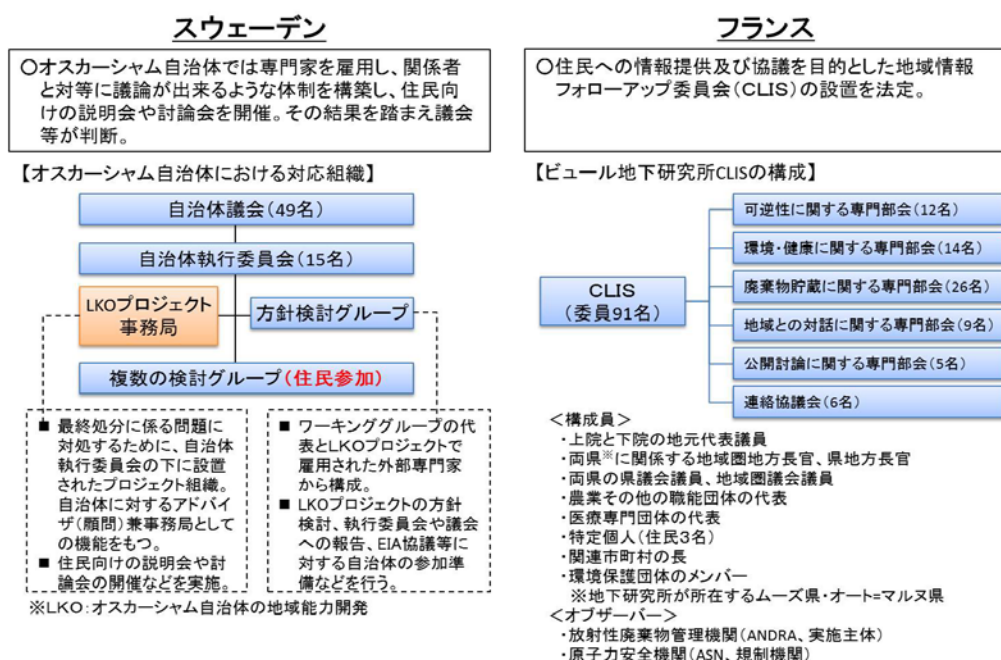 スウェーデン
○オスカーシャム自治体では専門家を雇用し、関係者
と対等に議論が出来るような体制を構築し、住民向
けの説明会や討論会を開催。その結果を踏まえ議会
等が判断。
【オスカーシャム自治体における対応組織】
自治体議会(49名)
自治体執行委員会(15名)
LKOプロジェクト
事務局
方針検討グループ
複数の検討グループ(住民参加)
■ 最終処分に係る問題に
対処するために、自治体
執行委員会の下に設置
されたプロジェクト組織。
自治体に対するアドバイ
ザ(顧問)兼事務局として
の機能をもつ。
■ 住民向けの説明会や討
論会の開催などを実施。
■ ワーキンググループの代
表とLKOプロジェクトで
雇用された外部専門家
から構成。
■ LKOプロジェクトの方針
検討、執行委員会や議会
への報告、EIA協議等に
対する自治体の参加準
備などを行う。
※LKO:オスカーシャム自治体の地域能力開発
フランス
○住民への情報提供及び協議を目的とした地域情報
フォローアップ委員会(CLIS)の設置を法定。
【ビュール地下研究所CLISの構成】
CLIS
(委員91名)
可逆性に関する専門部会(12名)
環境・健康に関する専門部会(14名)
廃棄物貯蔵に関する専門部会(26名)
地域との対話に関する専門部会(9名)
公開討論に関する専門部会(5名)
連絡協議会(6名)
<構成員>
・上院と下院の地元代表議員
・両県※に関係する地域圏地方長官、県地方長官
・両県の県議会議員、地域圏議会議員
・農業その他の職能団体の代表
・医療専門団体の代表
・特定個人(住民3名)
・関連市町村の長
・環境保護団体のメンバー
※地下研究所が所在するムーズ県・オート=マルヌ県
<オブザーバー>
・放射性廃棄物管理機関(ANDRA、実施主体)
・原子力安全機関(ASN、規制機関)